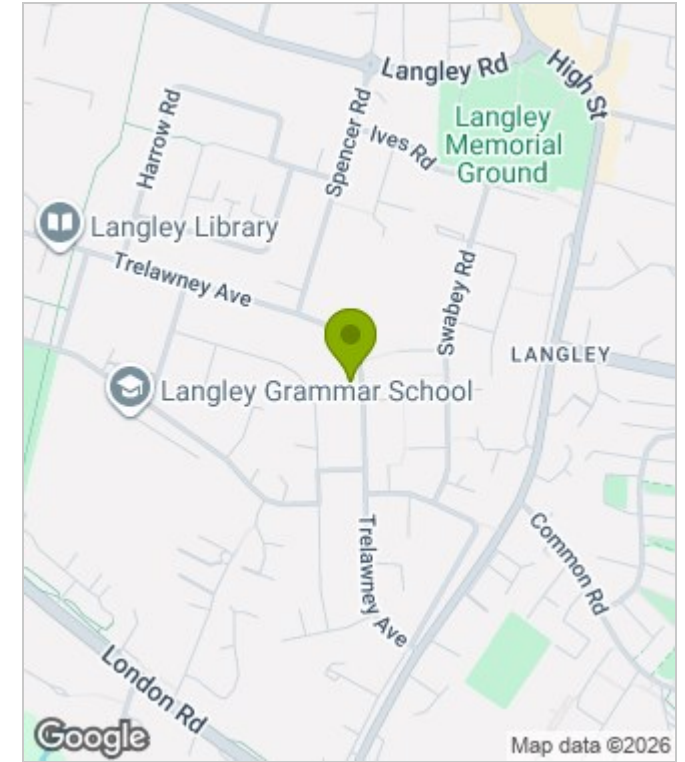 Langley Rd
High St
Harrow Rd
Spencer Rd
Ives Rd
Langley
Memorial
Ground
Langley Library
Trelawney Ave
Swabey Rd
LANGLEY
Langley Grammar School
Trelawney Ave
Common Rd
London Rd
Google
Map data ©2026